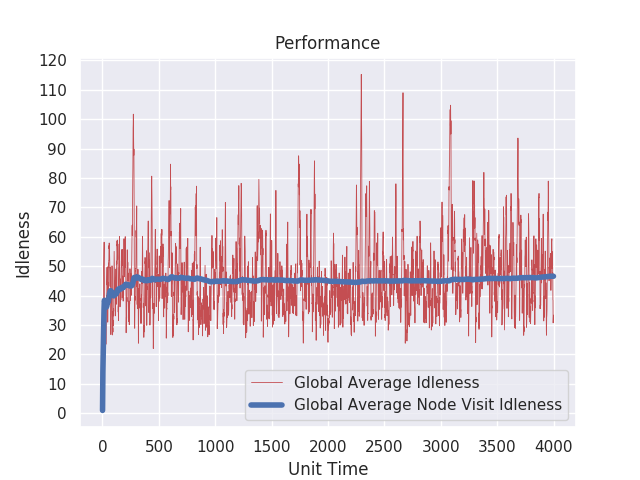 Performance
Idleness
120
110
100
90
80
70
60
50
40
30
20
10
0
Global Average Idleness
Global Average Node Visit Idleness
0 500 1000 1500 2000 2500 3000 3500 4000
Unit Time